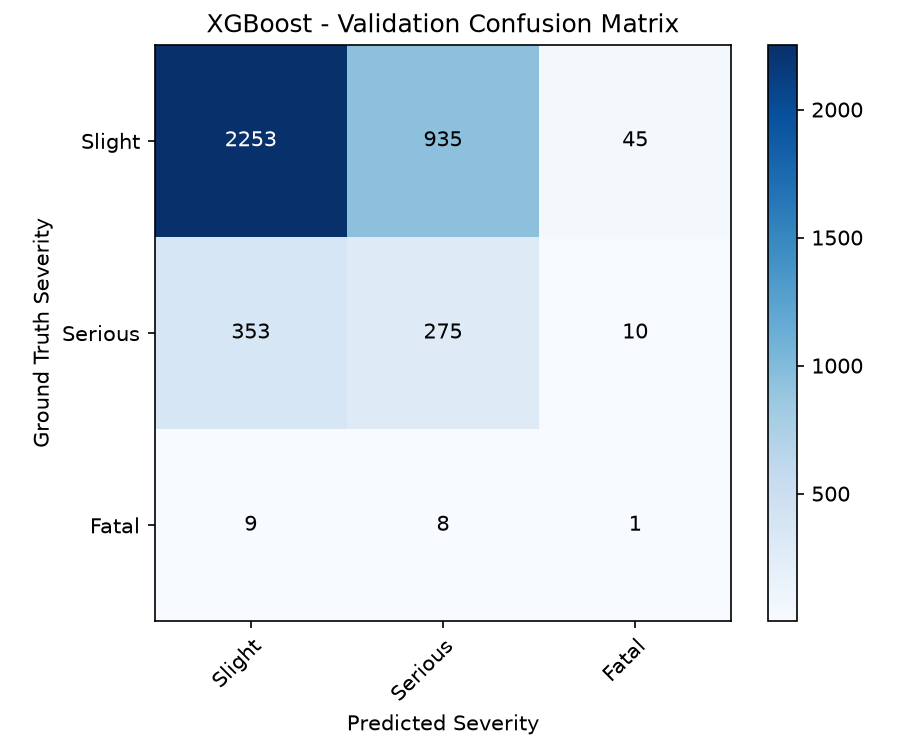 XGBoost - Validation Confusion Matrix
Ground Truth Severity
Slight
2253 935 45
Serious
353 275 10
Fatal
9 8 1
Slight Serious Fatal
Predicted Severity
2000
1500
1000
500